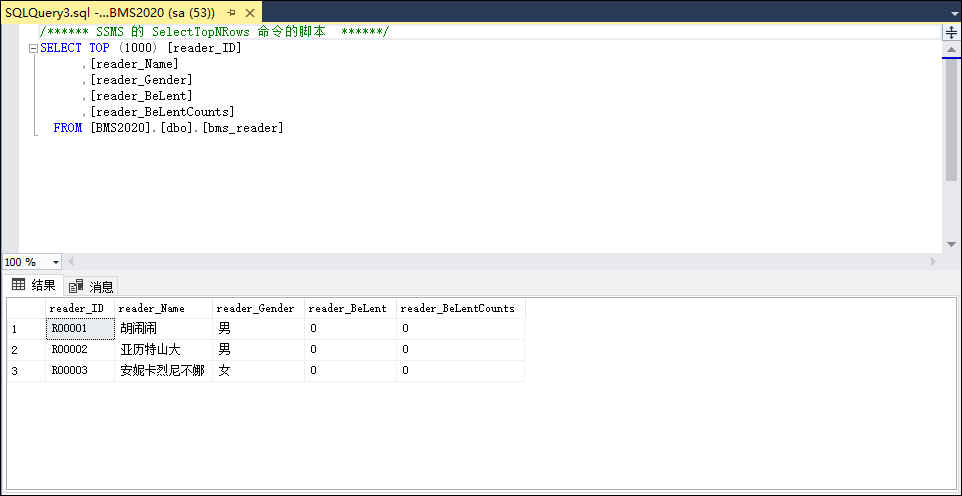 SQLQuery3.sql -...BMS2020 (sa (53))
/****** SSMS 的 SelectTopNRows 命令的脚本  ******/
SELECT TOP (1000) [reader_ID]
,[reader_Name]
,[reader_Gender]
,[reader_BeLent]
,[reader_BeLentCounts]
FROM [BMS2020].[dbo].[bms_reader]
100 %
结果 消息
reader_ID reader_Name reader_Gender reader_BeLent reader_BeLentCounts
1 R00001 胡闹闹 男 0 0
2 R00002 亚历特山大 男 0 0
3 R00003 安妮卡烈尼不娜 女 0 0